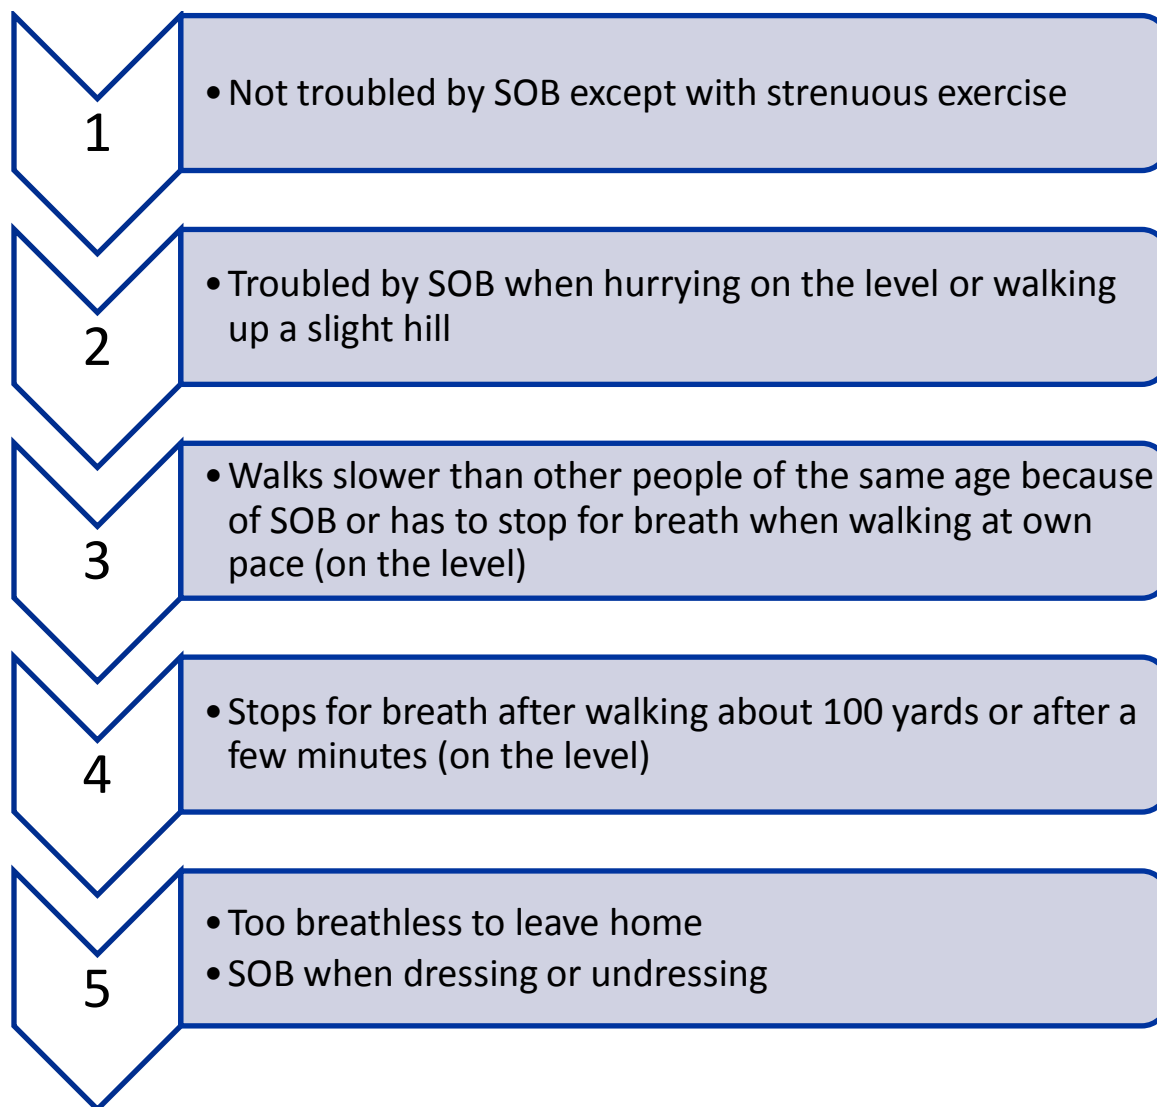 1
• Not troubled by SOB except with strenuous exercise
2
• Troubled by SOB when hurrying on the level or walking
up a slight hill
3
• Walks slower than other people of the same age because
of SOB or has to stop for breath when walking at own
pace (on the level)
4
• Stops for breath after walking about 100 yards or after a
few minutes (on the level)
5
• Too breathless to leave home
• SOB when dressing or undressing